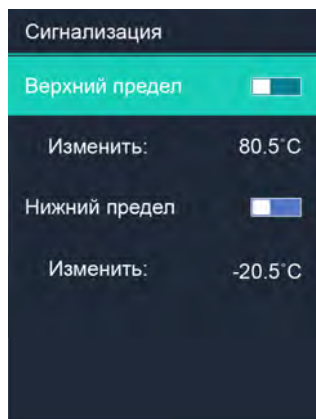 Сигнализация
Верхний предел
Изменить: 80.5°C
Нижний предел
Изменить: -20.5°C